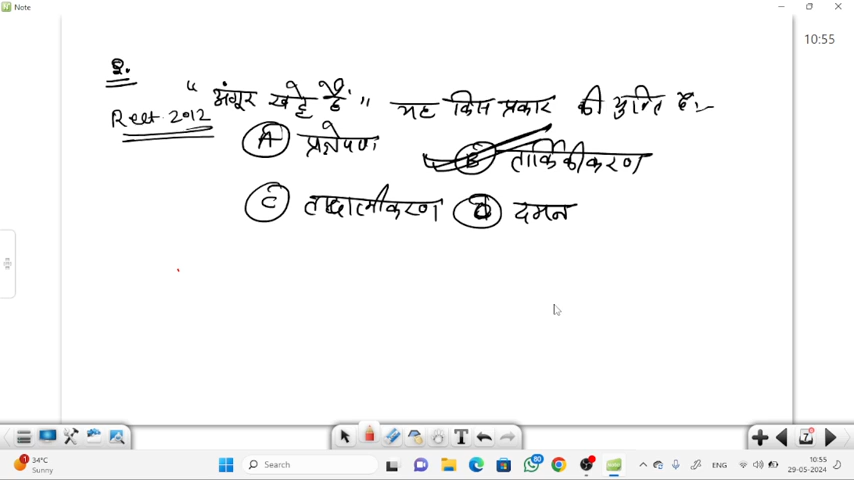 Note
10:55
2.
" अंगूर खट्टे हैं " यह किस प्रकार की युक्ति है:-
Reet. 2012
A प्रक्षेपण
B तार्किकीकरण
C तादात्मीकरण
D दमन
34°C
Sunny
Search
80
ENG
10:55
29-05-2024